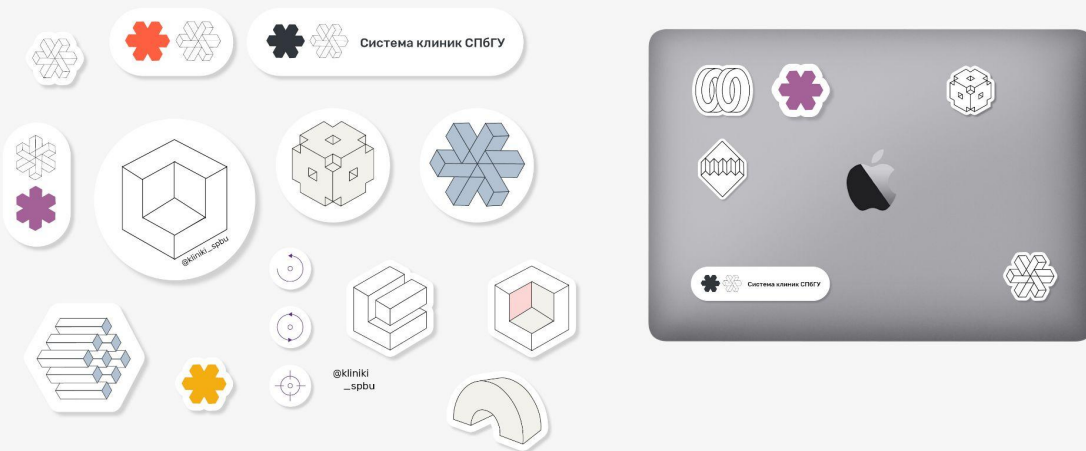 Система клиник СПбГУ
@kliniki_spbu
@kliniki
_spbu
Система клиник СПбГУ